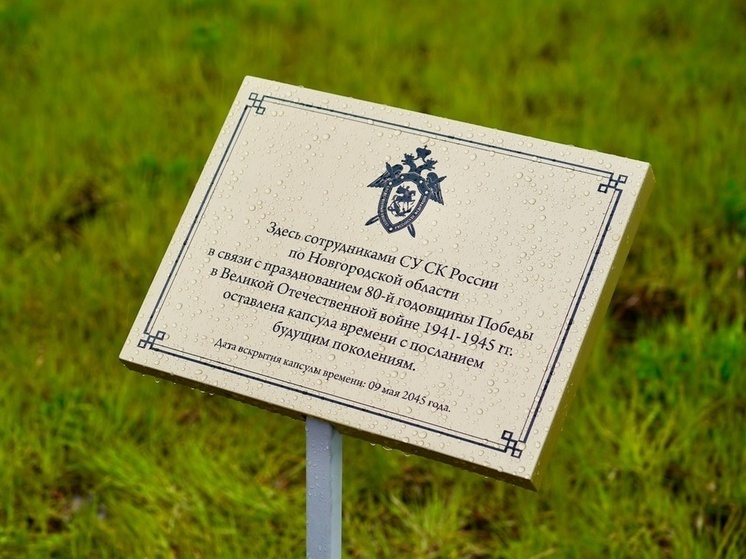 Здесь сотрудниками СУ СК России
по Новгородской области
в связи с празднованием 80-й годовщины Победы
в Великой Отечественной войне 1941-1945 гг.
оставлена капсула времени с посланием
будущим поколениям.
Дата вскрытия капсулы времени: 09 мая 2045 года.